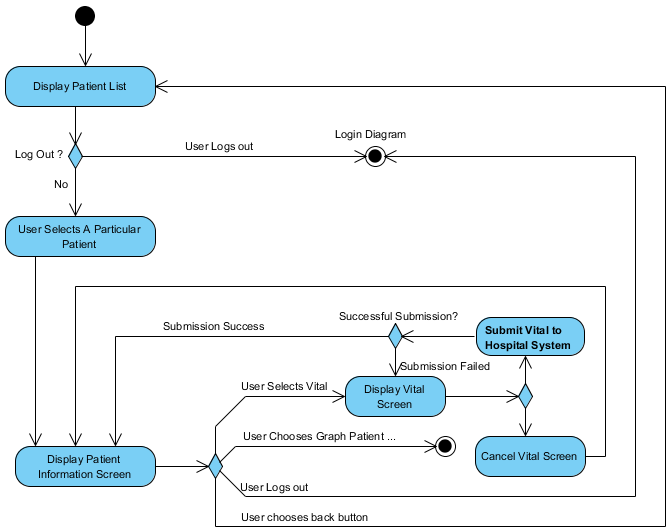 Display Patient List
Login Diagram
User Logs out
Log Out ?
No
User Selects A Particular
Patient
Successful Submission?
Submission Success
Submit Vital to
Hospital System
Submission Failed
User Selects Vital
Display Vital
Screen
User Chooses Graph Patient ...
Cancel Vital Screen
Display Patient
Information Screen
User Logs out
User chooses back button